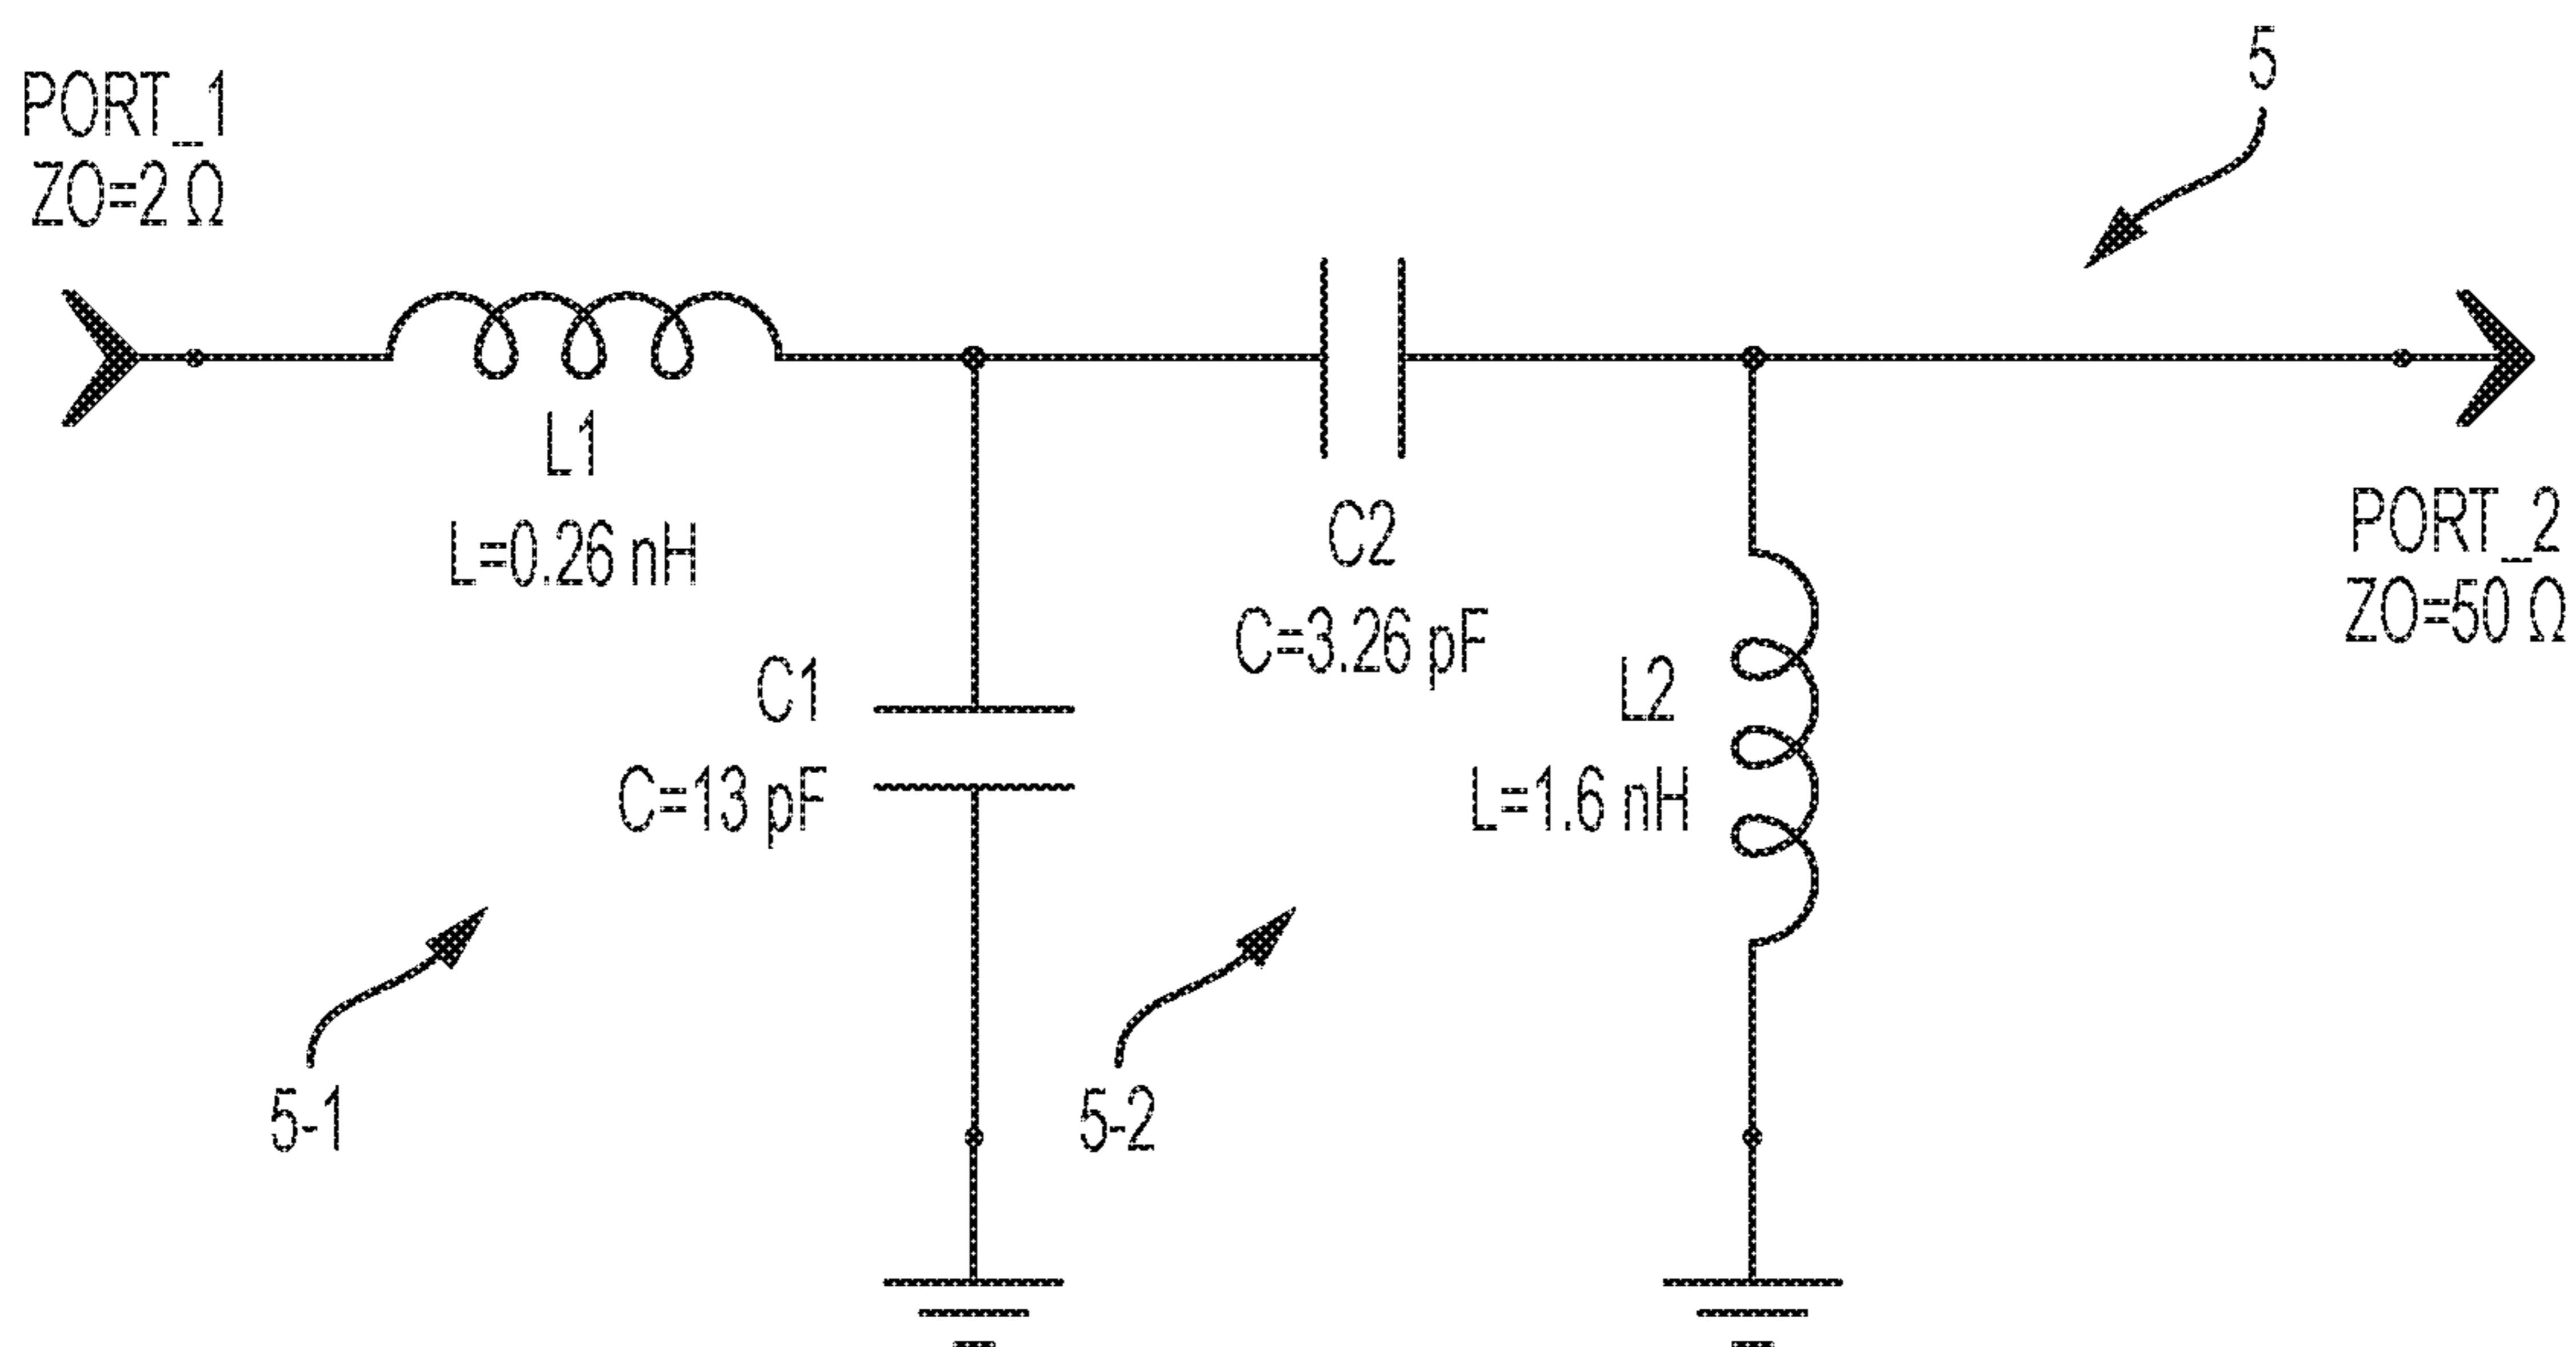 5
PORT_1
ZO=2 Ω
L1
L=0.26 nH
C2
C=3.26 pF
PORT_2
ZO=50 Ω
C1
C=13 pF
L2
L=1.6 nH
5-1
5-2